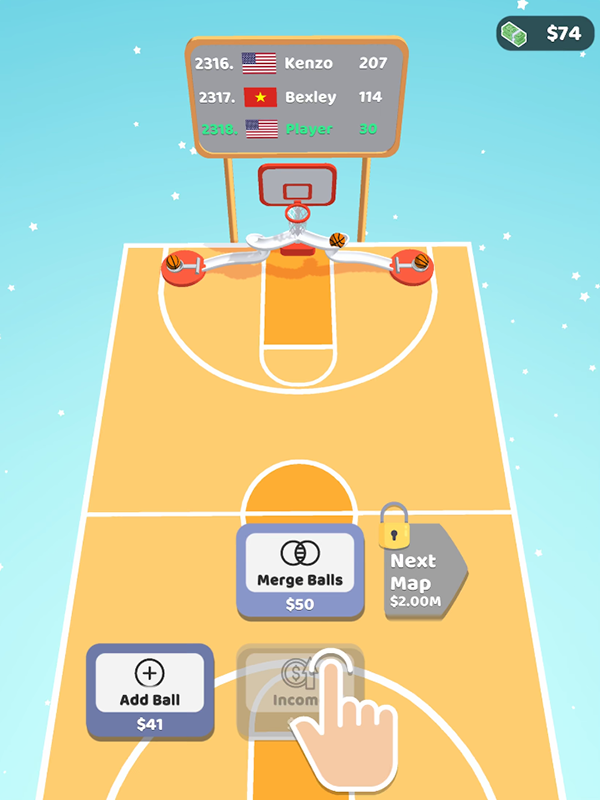 $74
2316. Kenzo 207
2317. Bexley 114
2318. Player 30
Merge Balls
$50
Next
Map
$2.00M
Add Ball
$41
Incom